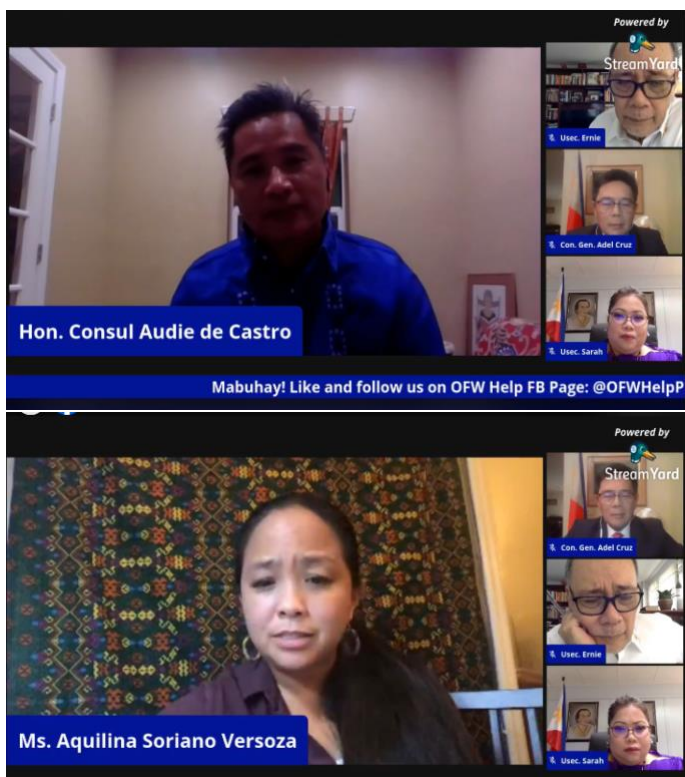 Powered by
StreamYard
Usec. Ernie
Con. Gen. Adel Cruz
Hon. Consul Audie de Castro
Usec. Sarah
Mabuhay! Like and follow us on OFW Help FB Page: @OFWHelpP
Powered by
StreamYard
Con. Gen. Adel Cruz
Usec. Ernie
Ms. Aquilina Soriano Versoza
Usec. Sarah